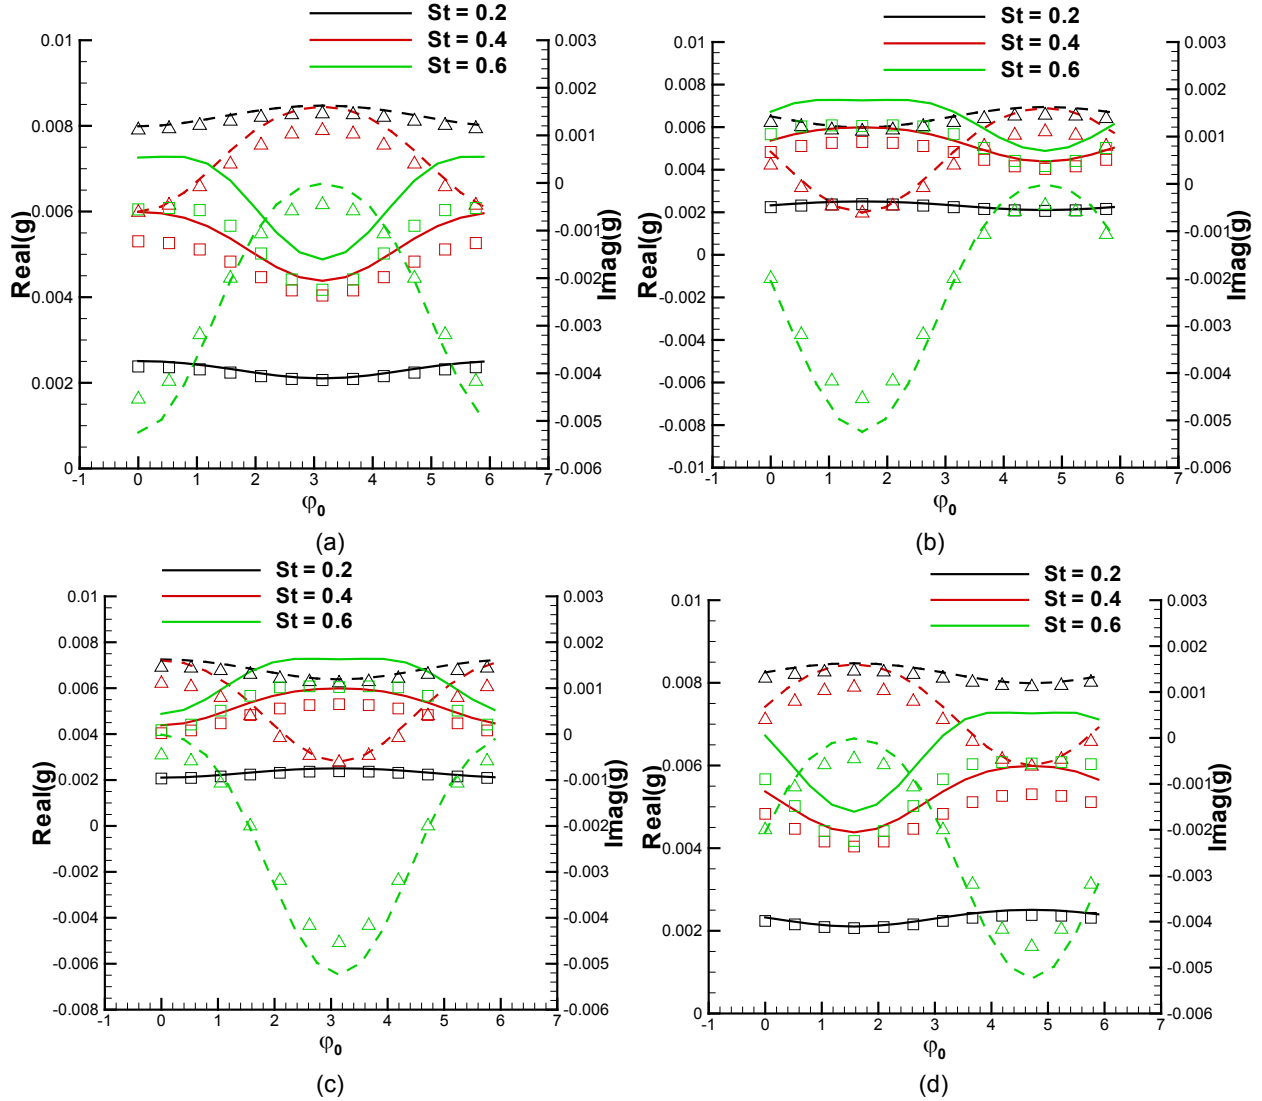 St = 0.2
St = 0.4
St = 0.6
0.01
0.008
0.006
0.004
0.002
0
Real(g)
0.003
0.002
0.001
0
-0.001
-0.002
-0.003
-0.004
-0.005
-0.006
Imag(g)
-1 0 1 2 3 4 5 6 7
φ0
(a)
St = 0.2
St = 0.4
St = 0.6
0.01
0.008
0.006
0.004
0.002
0
-0.002
-0.004
-0.006
-0.008
-0.01
Real(g)
0.003
0.002
0.001
0
-0.001
-0.002
-0.003
-0.004
-0.005
-0.006
Imag(g)
-1 0 1 2 3 4 5 6 7
φ0
(b)
St = 0.2
St = 0.4
St = 0.6
0.01
0.008
0.006
0.004
0.002
0
-0.002
-0.004
-0.006
-0.008
Real(g)
0.003
0.002
0.001
0
-0.001
-0.002
-0.003
-0.004
-0.005
-0.006
Imag(g)
-1 0 1 2 3 4 5 6 7
φ0
(c)
St = 0.2
St = 0.4
St = 0.6
0.01
0.008
0.006
0.004
0.002
0
Real(g)
0.003
0.002
0.001
0
-0.001
-0.002
-0.003
-0.004
-0.005
-0.006
Imag(g)
-1 0 1 2 3 4 5 6 7
φ0
(d)